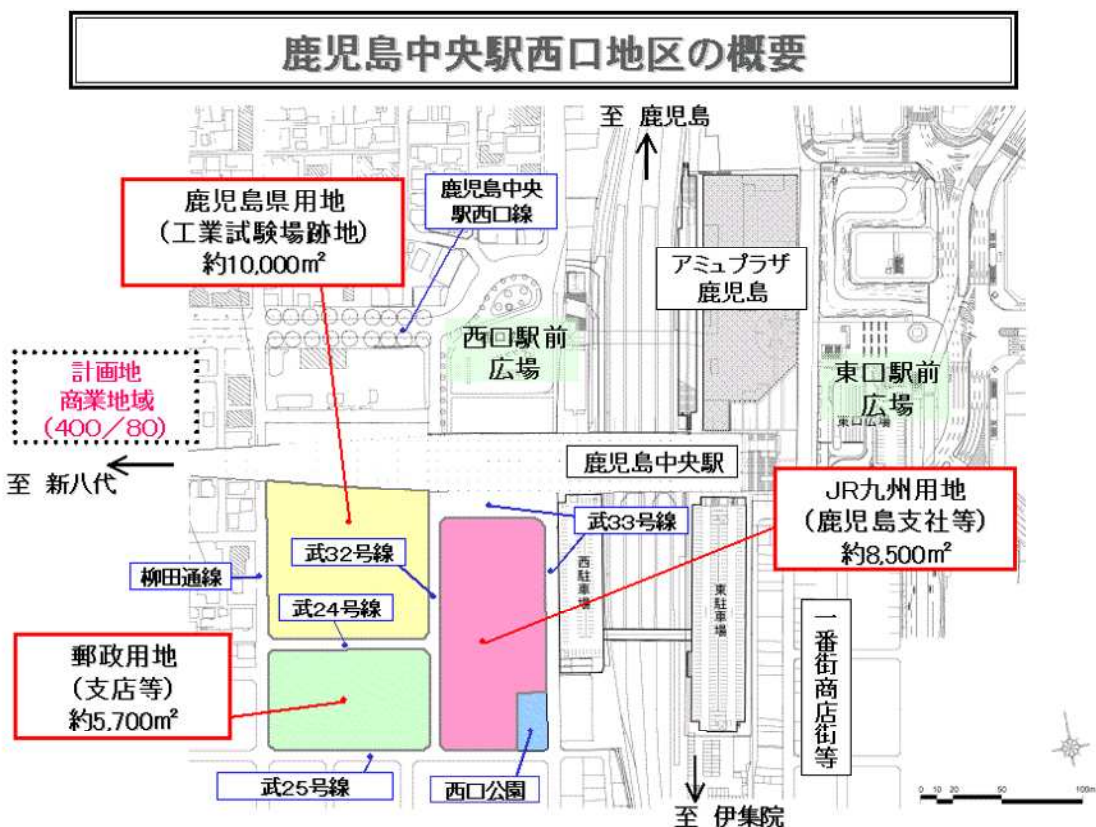 鹿児島中央駅西口地区の概要
至 鹿児島
鹿児島県用地
(工業試験場跡地)
約10,000㎡
鹿児島中央
駅西口線
アミュプラザ
鹿児島
西口駅前
広場
東口駅前
広場
東口広場
計画地
商業地域
(400/80)
至 新八代
鹿児島中央駅
JR九州用地
(鹿児島支社等)
約8,500㎡
武33号線
武32号線
柳田通線
武24号線
西駐車場
東駐車場
一番街商店街等
郵政用地
(支店等)
約5,700㎡
武25号線
西口公園
至 伊集院
0 10 20 50 100m